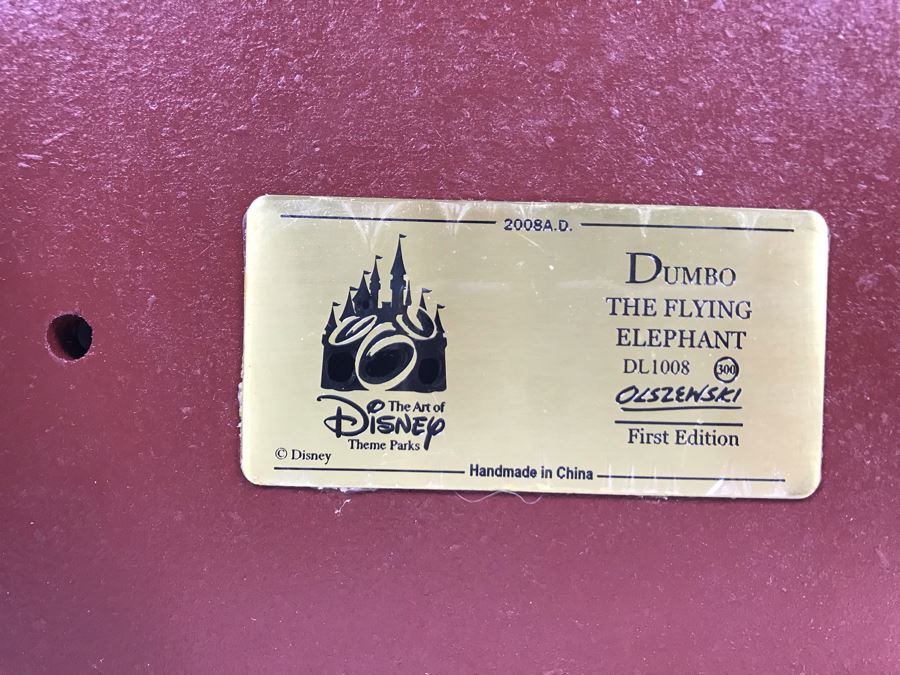 2008A.D.
The Art of
DISNEY
Theme Parks
© Disney
DUMBO
THE FLYING
ELEPHANT
DL1008 300
OLSZEWSKI
First Edition
Handmade in China